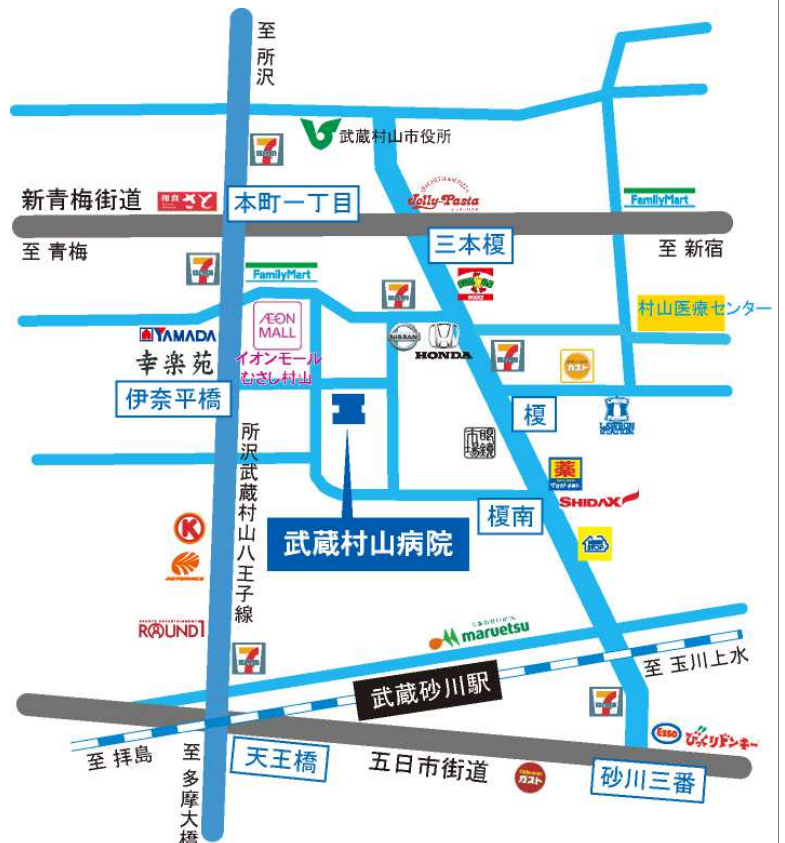 至 所沢
武蔵村山市役所
新青梅街道
和食 さと
本町一丁目
Jolly-Pasta
FamilyMart
至 青梅
三本榎
至 新宿
FamilyMart
村山医療センター
YAMADA
幸楽苑
ÆON
MALL
イオンモール
むさし村山
NISSAN
HONDA
ガスト
伊奈平橋
榎
眼鏡市場
薬
SHIDAX
所沢武蔵村山八王子線
武蔵村山病院
榎南
K
AUTOBACS
ROUND1
maruetsu
至 玉川上水
武蔵砂川駅
至 拝島
天王橋
五日市街道
ガスト
Esso
びっくりドンキー
砂川三番
至 多摩大橋